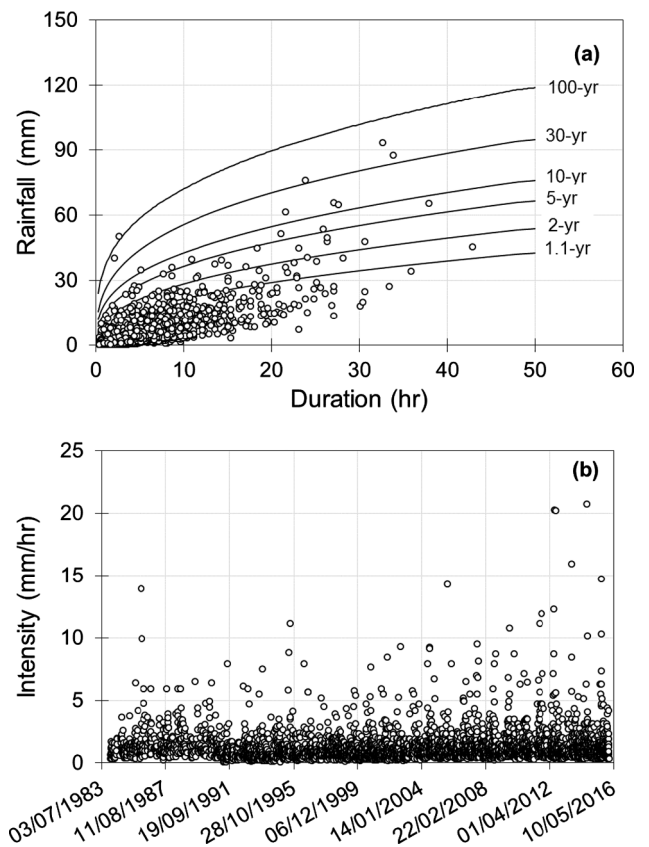 150
(a)
120
100-yr
90
30-yr
10-yr
60
5-yr
2-yr
30
1.1-yr
0
Rainfall (mm)
0 10 20 30 40 50 60
Duration (hr)
25
(b)
20
15
10
5
0
Intensity (mm/hr)
03/07/1983 11/08/1987 19/09/1991 28/10/1995 06/12/1999 14/01/2004 22/02/2008 01/04/2012 10/05/2016